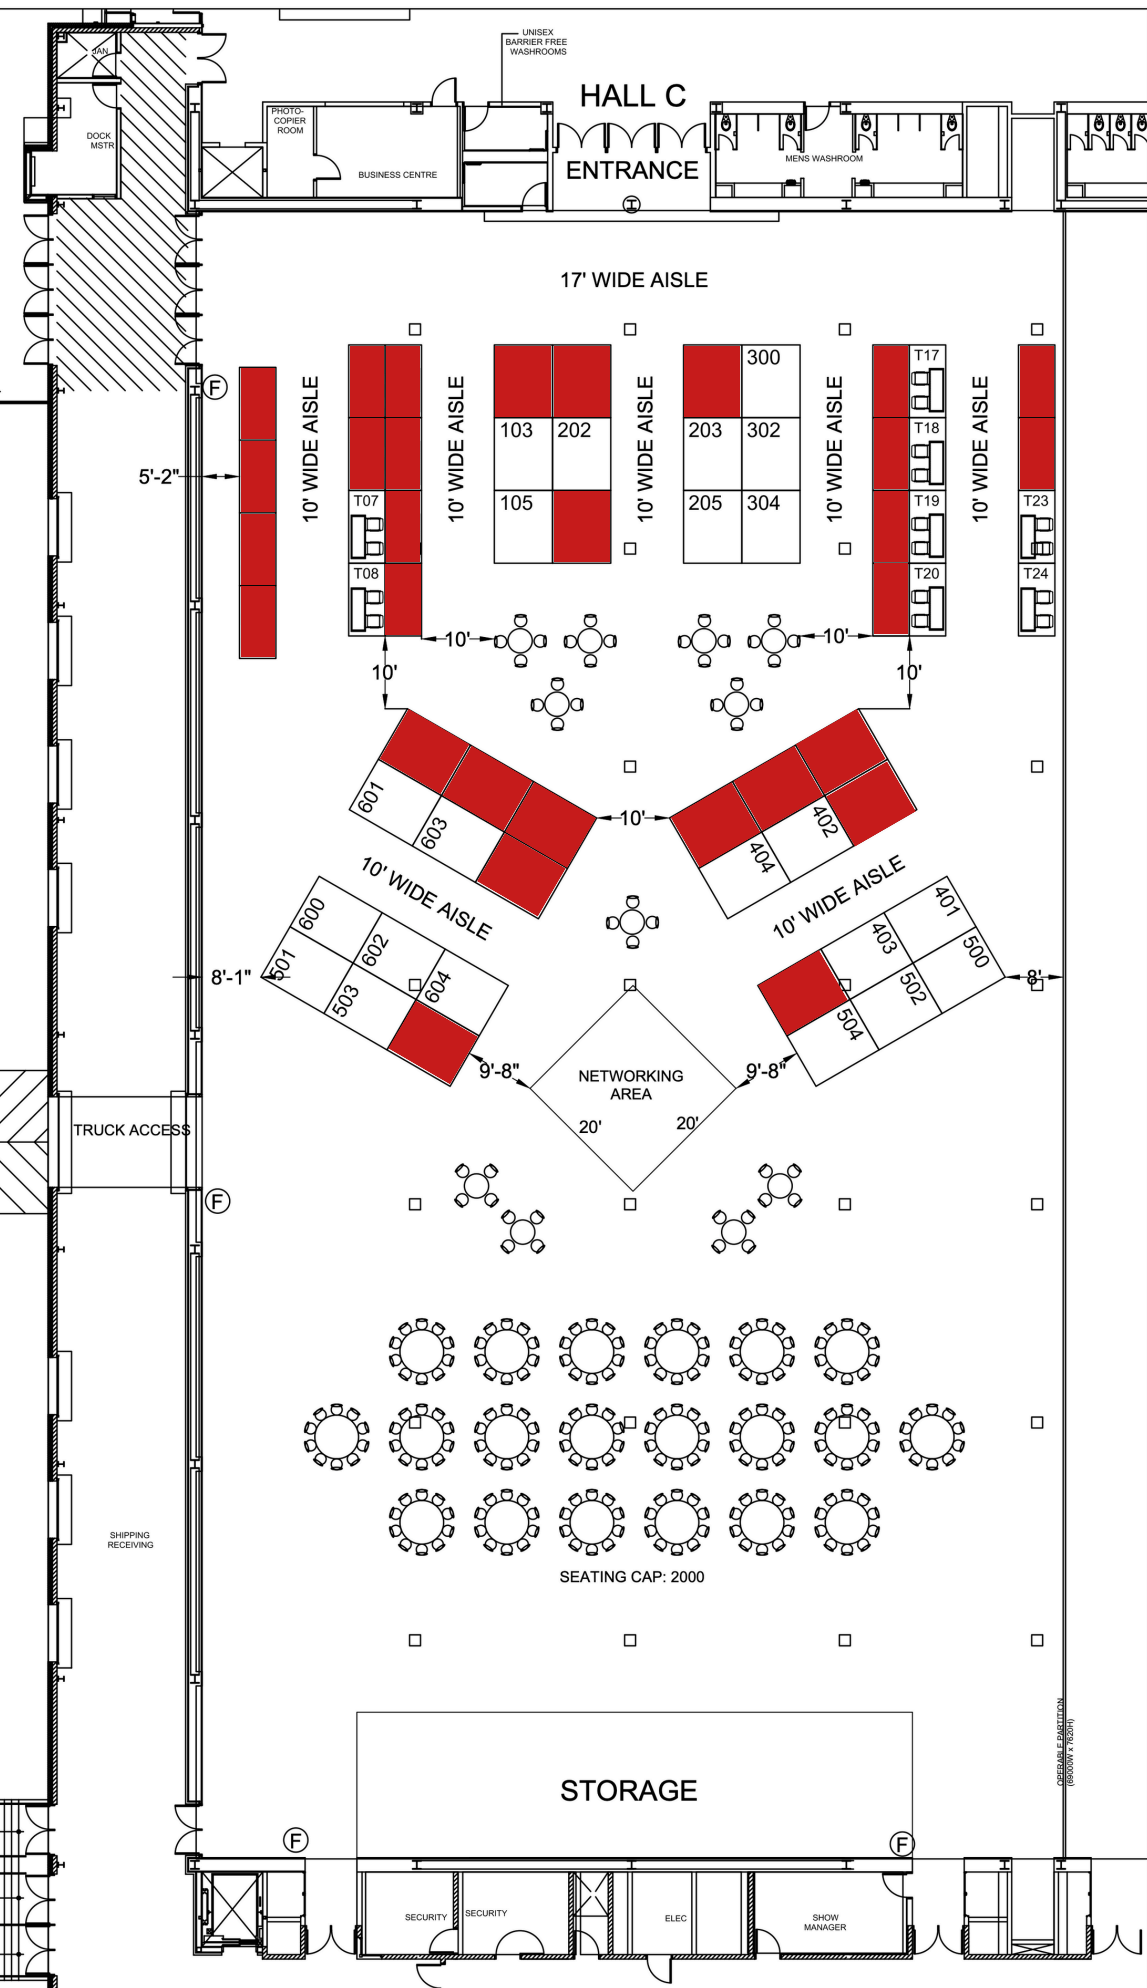 UNISEX
BARRIER FREE
WASHROOMS
JAN
HALL C
PHOTO-
COPIER
ROOM
DOCK
MSTR
BUSINESS CENTRE
ENTRANCE
MENS WASHROOM
17' WIDE AISLE
F
10' WIDE AISLE
10' WIDE AISLE
10' WIDE AISLE
10' WIDE AISLE
10' WIDE AISLE
300
T17
103
202
203
302
T18
5'-2"
T07
105
205
304
T19
T23
T08
T20
T24
10'
10'
10'
10'
601
603
10'
402
404
10' WIDE AISLE
10' WIDE AISLE
600
602
604
501
503
401
403
500
502
504
8'-1"
8'
9'-8"
9'-8"
NETWORKING
AREA
20'
20'
TRUCK ACCESS
F
SHIPPING
RECEIVING
SEATING CAP: 2000
OPERABLE PARTITION
(69000W x 7620H)
STORAGE
F
F
SECURITY
SECURITY
ELEC
SHOW
MANAGER